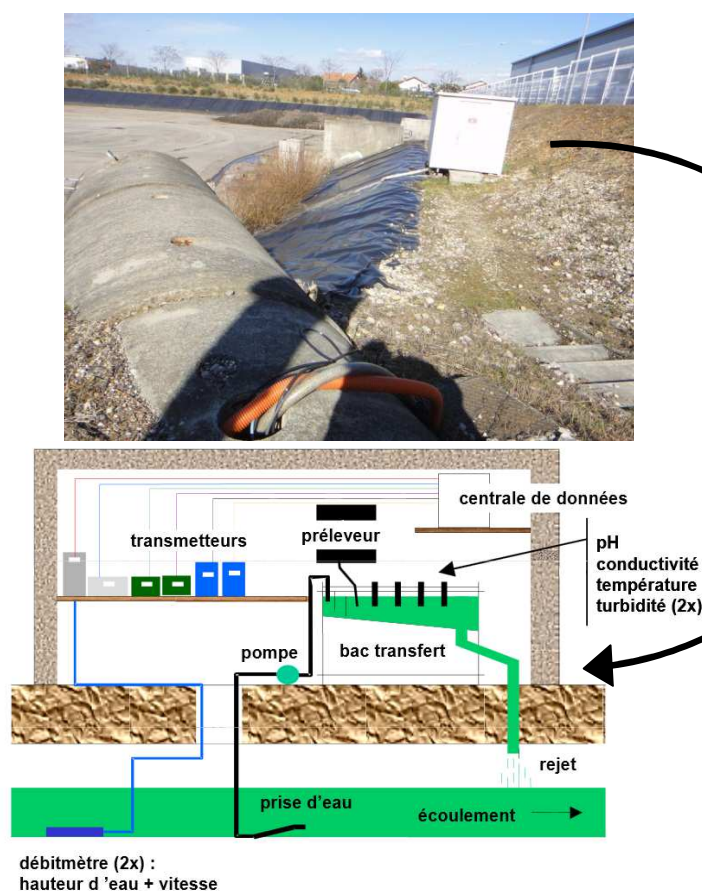 centrale de données
transmetteurs
préleveur
pH
conductivité
température
turbidité (2x)
pompe
bac transfert
rejet
prise d'eau
écoulement
débitmètre (2x) :
hauteur d 'eau + vitesse